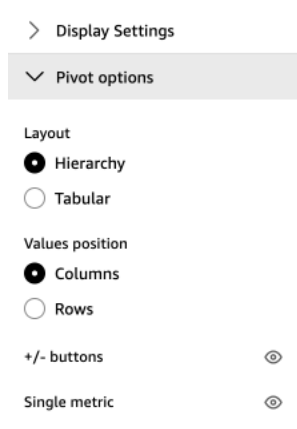 Display Settings
Pivot options
Layout
Hierarchy
Tabular
Values position
Columns
Rows
+/- buttons
Single metric